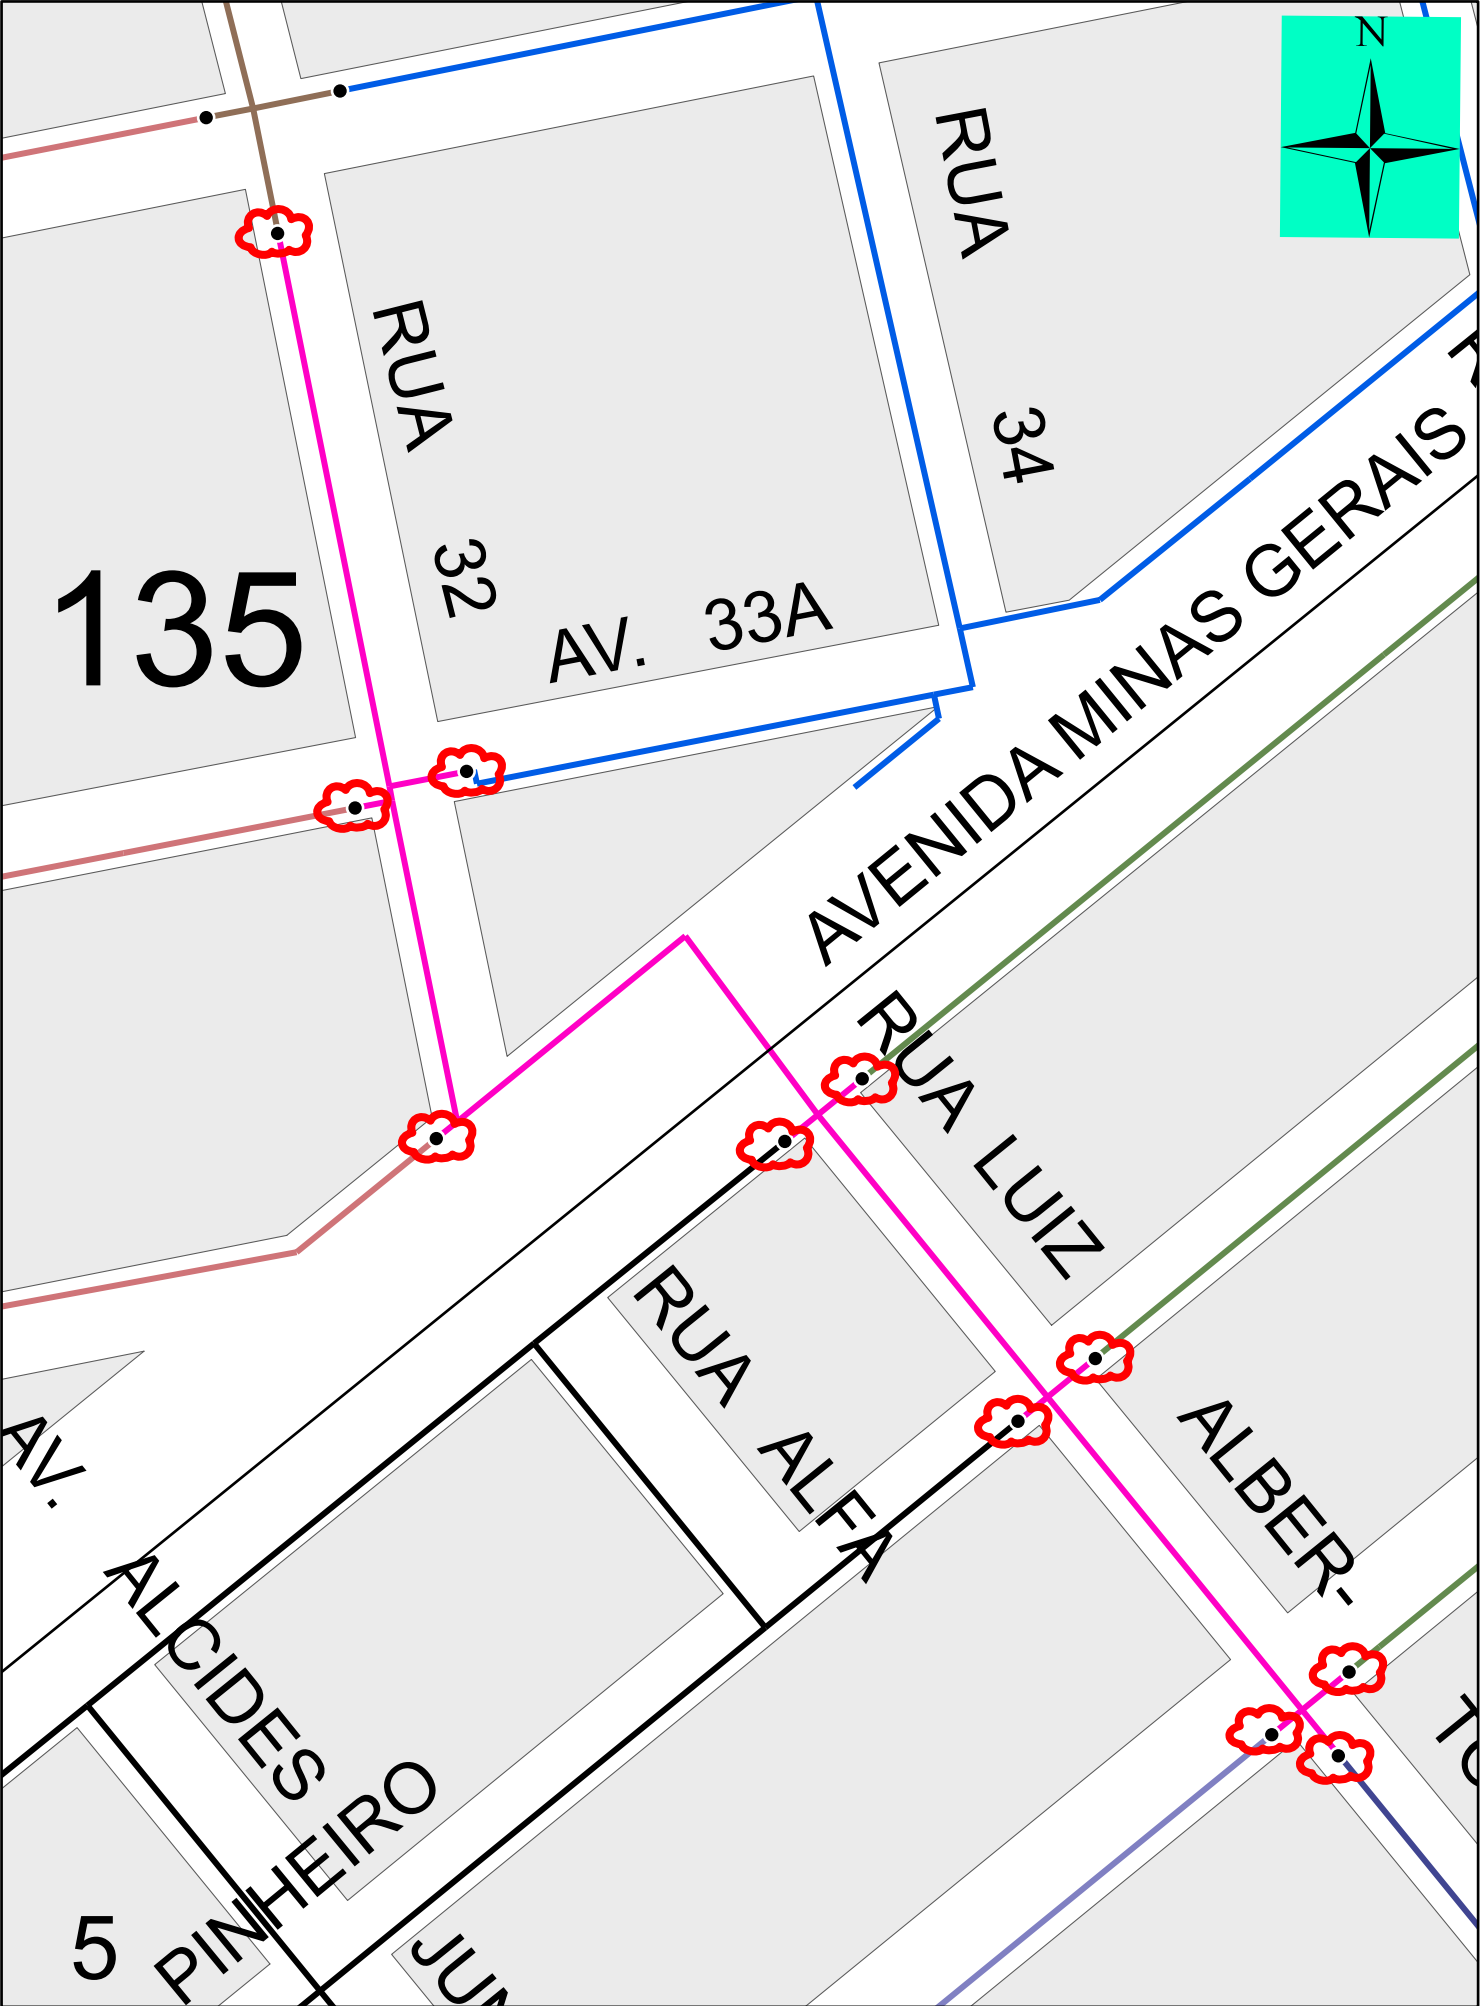 N
RUA 34
RUA 32
135
AV. 33A
AVENIDA MINAS GERAIS
RUA LUIZ ALBER-
RUA ALFA
AV. ALCIDES
PINHEIRO
5